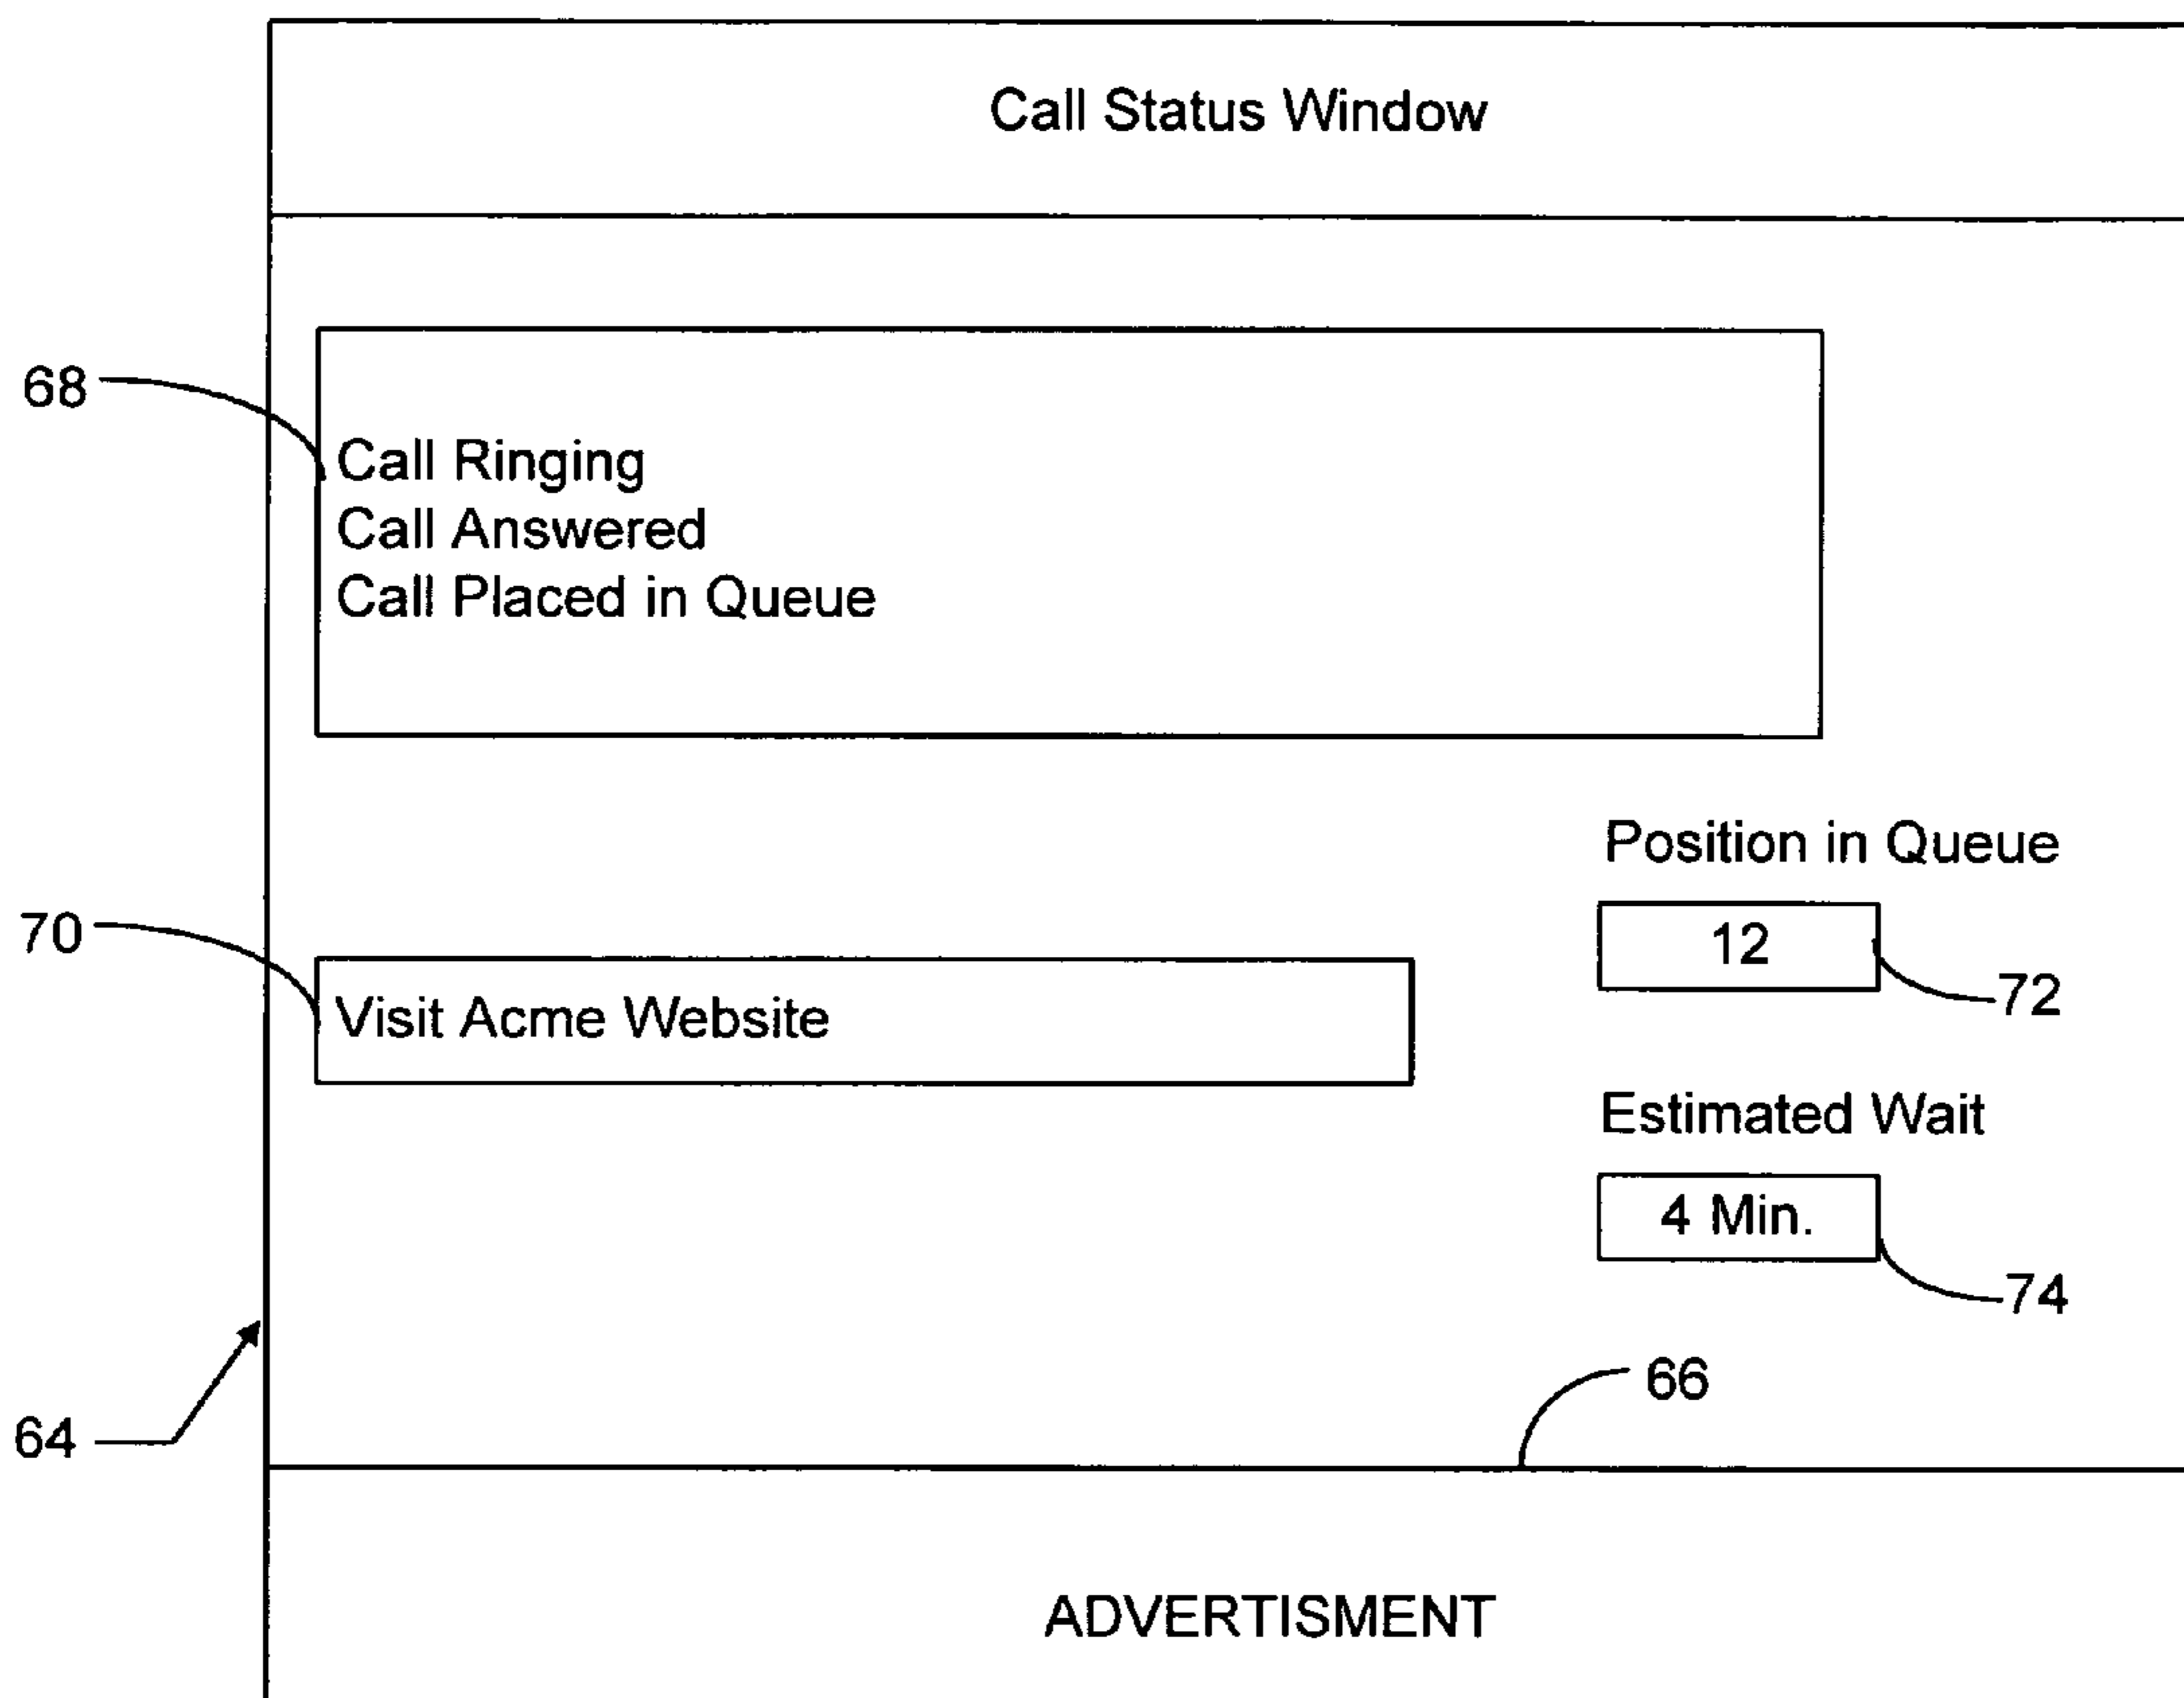 Call Status Window
68
Call Ringing
Call Answered
Call Placed in Queue
Position in Queue
12
70
72
Visit Acme Website
Estimated Wait
4 Min.
74
66
64
ADVERTISMENT